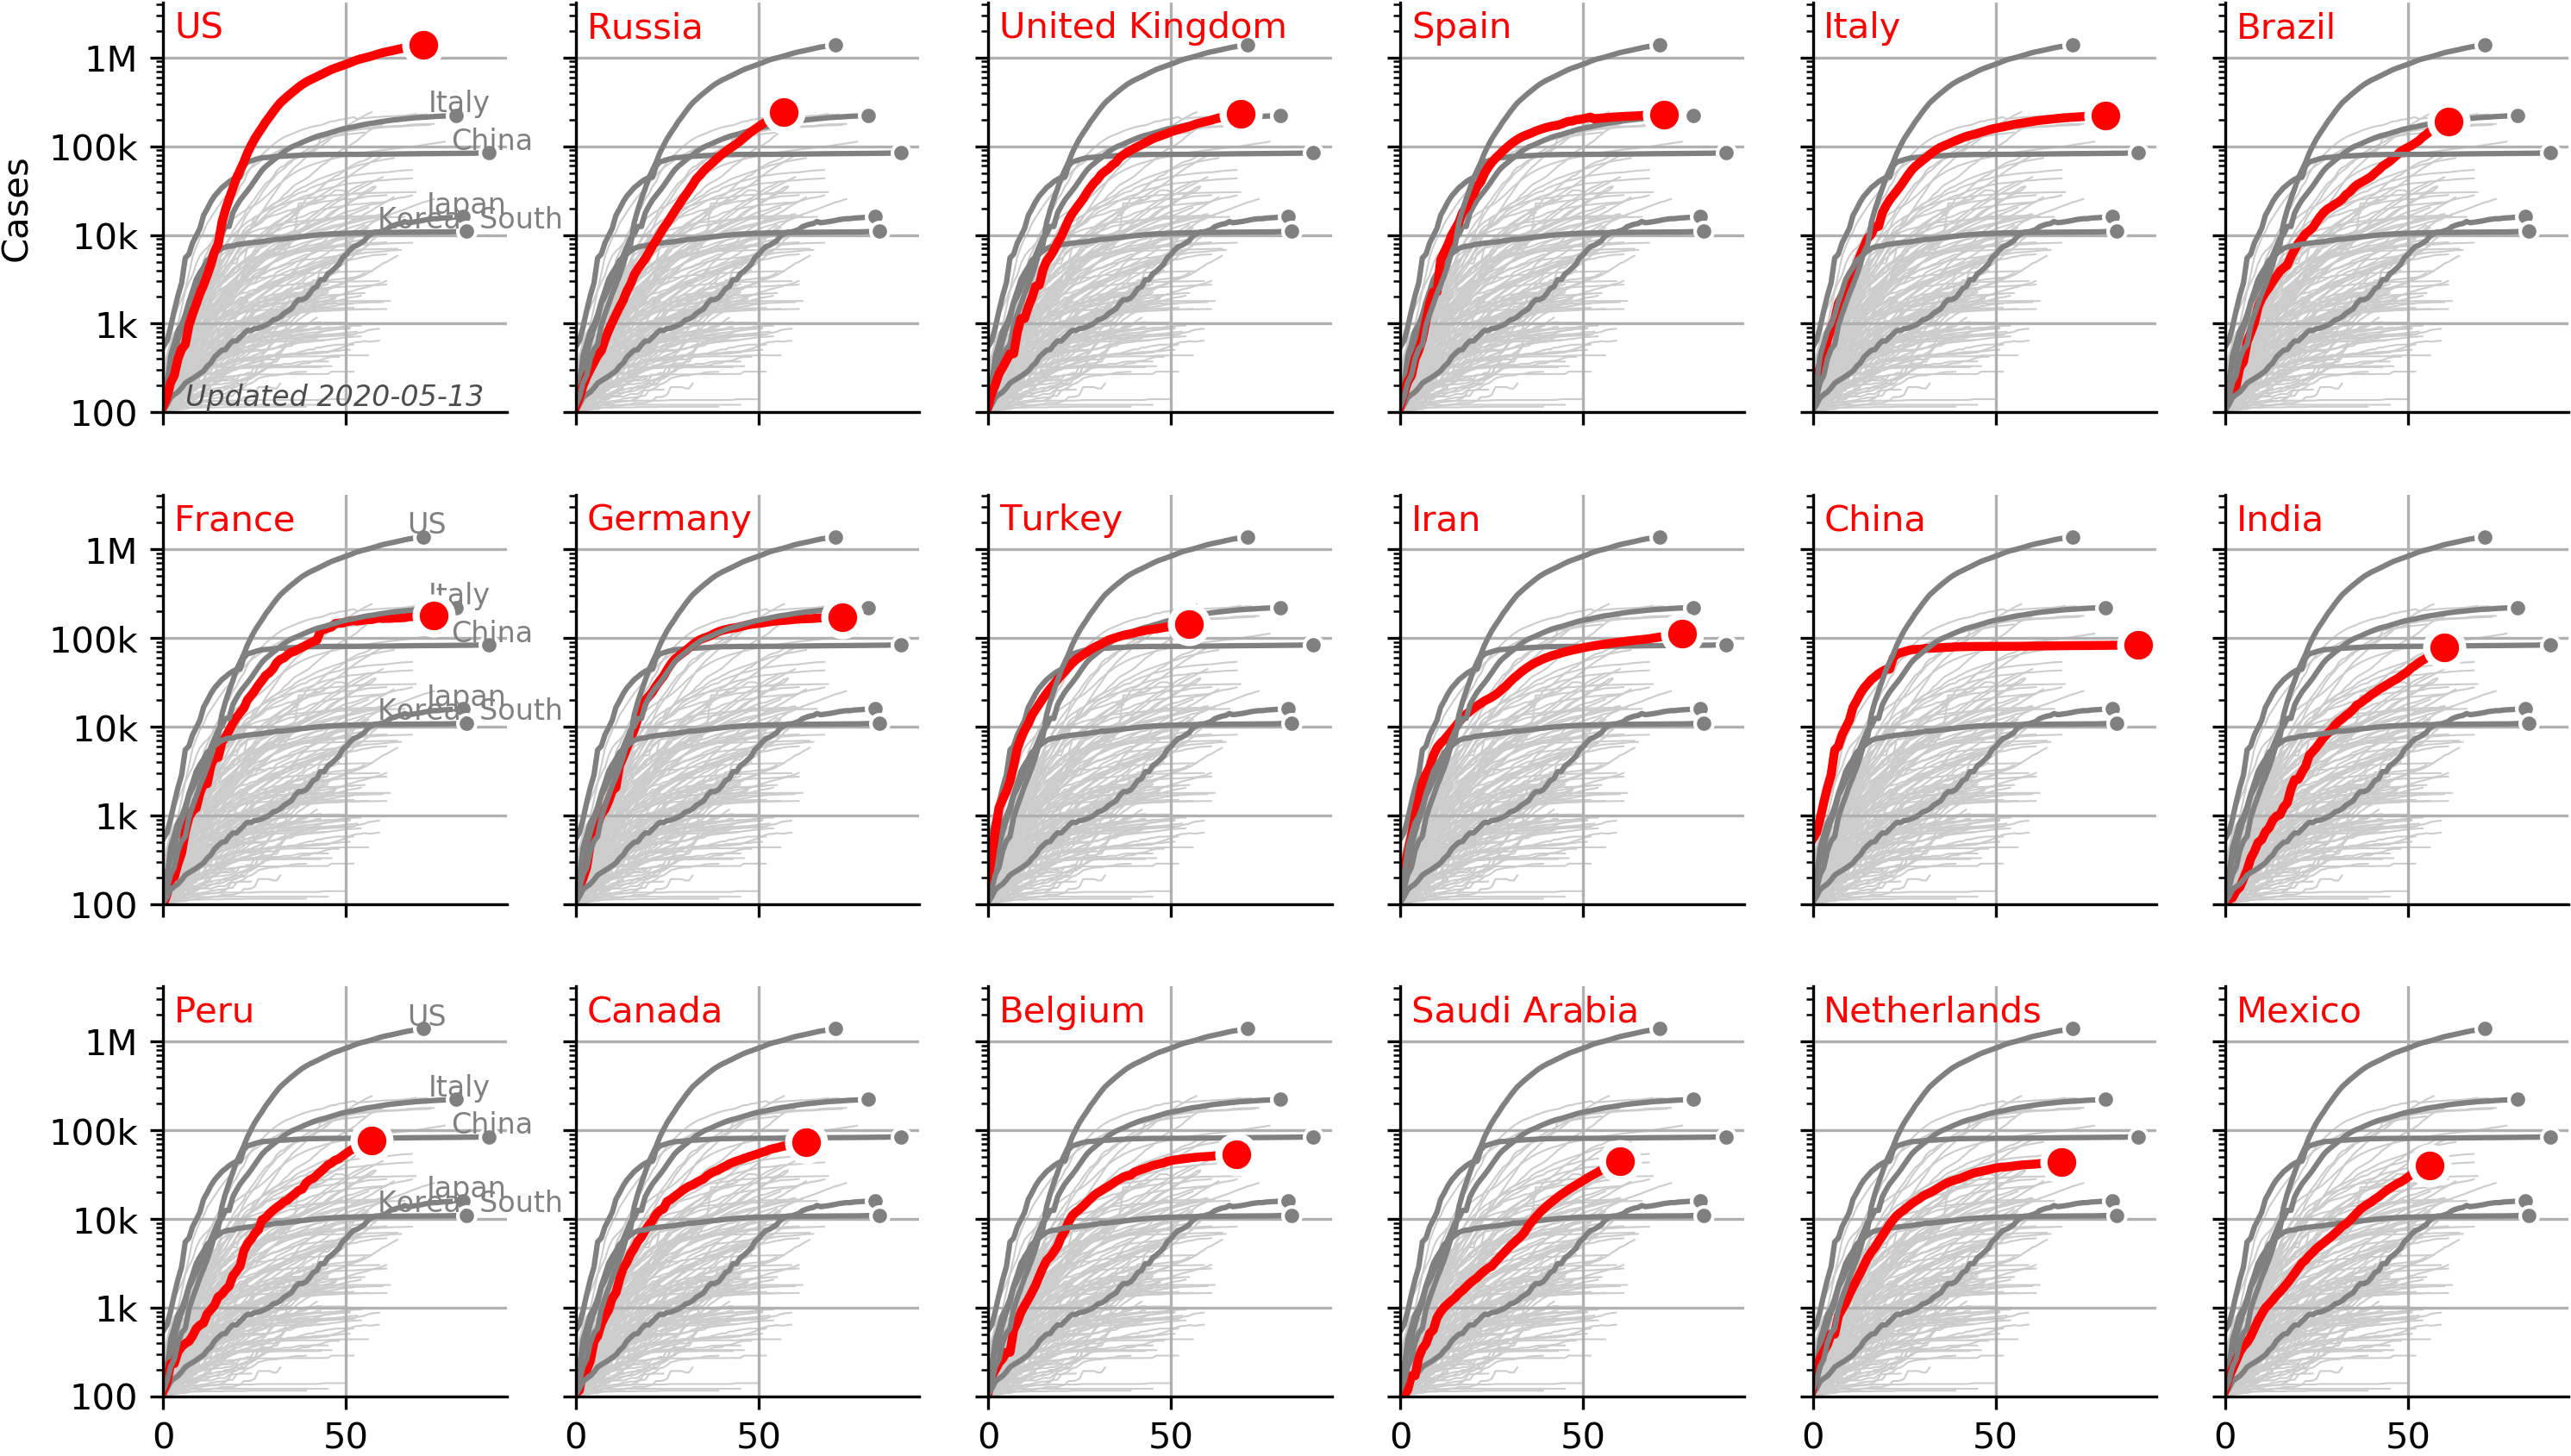 US
Russia
United Kingdom
Spain
Italy
Brazil
1M
100k
10k
1k
100
Cases
Italy
China
Japan
Korea, South
Updated 2020-05-13
France
Germany
Turkey
Iran
China
India
1M
100k
10k
1k
100
US
Italy
China
Japan
Korea, South
Peru
Canada
Belgium
Saudi Arabia
Netherlands
Mexico
1M
100k
10k
1k
100
US
Italy
China
Japan
Korea, South
0 50
0 50
0 50
0 50
0 50
0 50